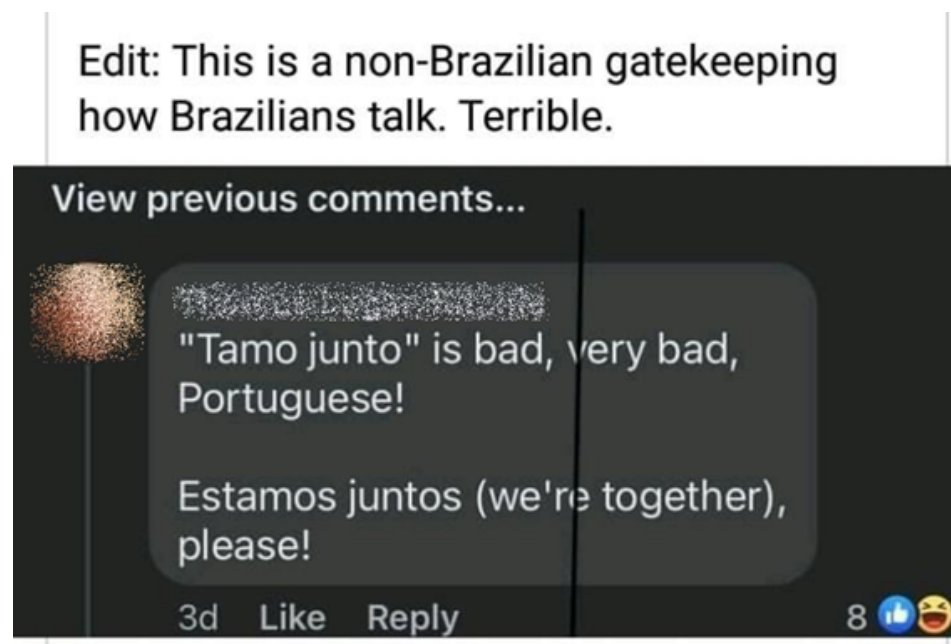 Edit: This is a non-Brazilian gatekeeping
how Brazilians talk. Terrible.
View previous comments...
"Tamo junto" is bad, very bad,
Portuguese!
Estamos juntos (we're together),
please!
3d Like Reply 8